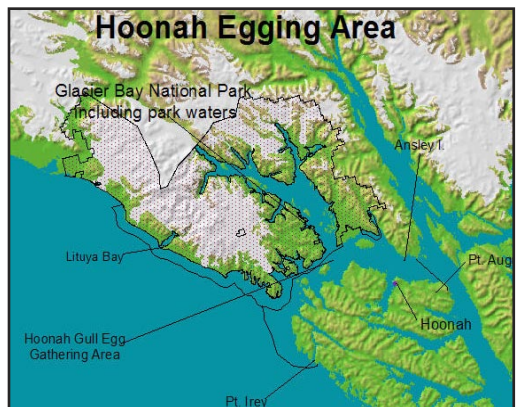 Hoonah Egging Area
Glacier Bay National Park
including park waters
Ansley I.
Lituya Bay
Pt. Aug
Hoonah
Hoonah Gull Egg
Gathering Area
Pt. Irey